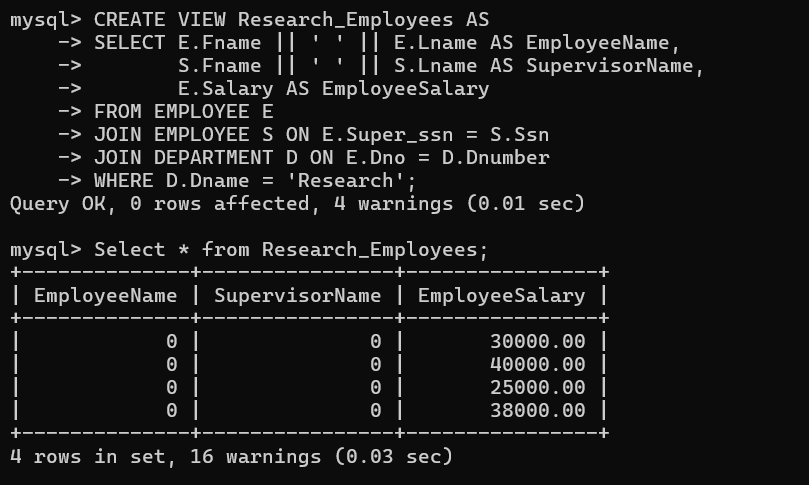 mysql> CREATE VIEW Research_Employees AS
    -> SELECT E.Fname || ' ' || E.Lname AS EmployeeName,
    ->        S.Fname || ' ' || S.Lname AS SupervisorName,
    ->        E.Salary AS EmployeeSalary
    -> FROM EMPLOYEE E
    -> JOIN EMPLOYEE S ON E.Super_ssn = S.Ssn
    -> JOIN DEPARTMENT D ON E.Dno = D.Dnumber
    -> WHERE D.Dname = 'Research';
Query OK, 0 rows affected, 4 warnings (0.01 sec)

mysql> Select * from Research_Employees;
+--------------+----------------+----------------+
| EmployeeName | SupervisorName | EmployeeSalary |
+--------------+----------------+----------------+
|            0 |              0 |       30000.00 |
|            0 |              0 |       40000.00 |
|            0 |              0 |       25000.00 |
|            0 |              0 |       38000.00 |
+--------------+----------------+----------------+
4 rows in set, 16 warnings (0.03 sec)